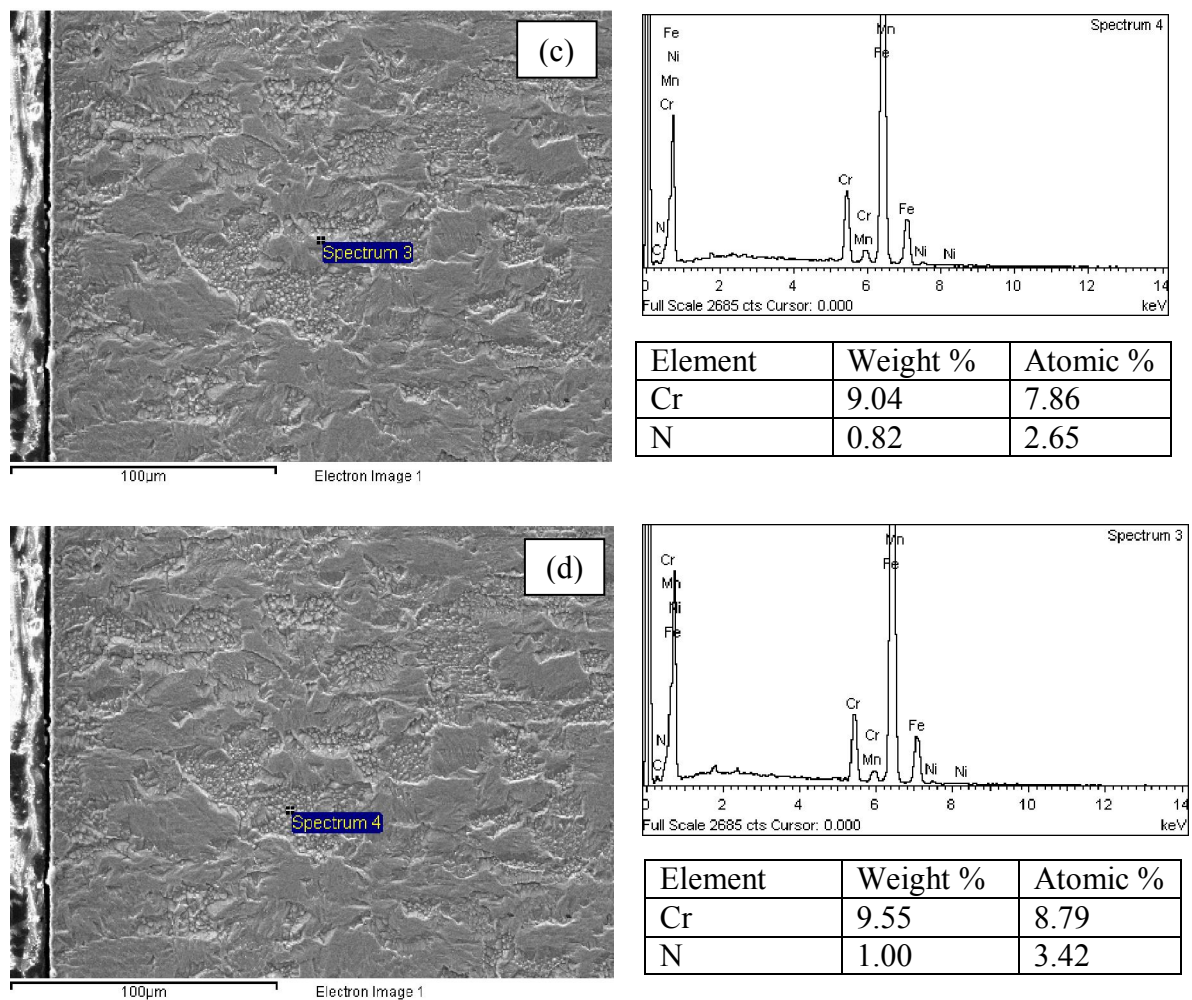 (c)
Spectrum 3
100µm
Electron Image 1
Spectrum 4
Fe
Ni
Mn
Cr
N
C
Cr
Cr
Mn
Mn
Fe
Fe
Ni
Ni
0 2 4 6 8 10 12 14
Full Scale 2685 cts Cursor: 0.000
keV
Element Weight % Atomic %
Cr 9.04 7.86
N 0.82 2.65
(d)
Spectrum 4
100µm
Electron Image 1
Spectrum 3
Cr
Mn
Ni
Fe
N
C
Cr
Cr
Mn
Mn
Fe
Fe
Ni
Ni
0 2 4 6 8 10 12 14
Full Scale 2685 cts Cursor: 0.000
keV
Element Weight % Atomic %
Cr 9.55 8.79
N 1.00 3.42